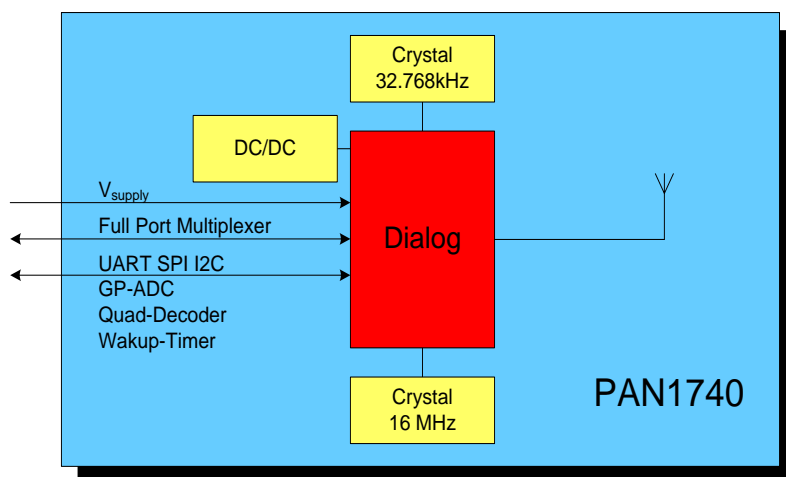 Crystal
32.768kHz
DC/DC
Vsupply
Full Port Multiplexer
Dialog
UART SPI I2C
GP-ADC
Quad-Decoder
Wakup-Timer
Crystal
16 MHz
PAN1740